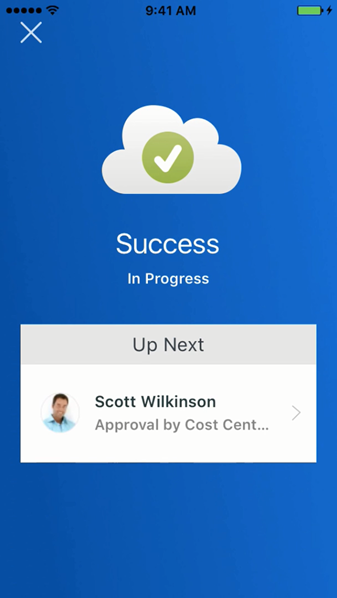 9:41 AM
Success
In Progress
Up Next
Scott Wilkinson
Approval by Cost Cent...